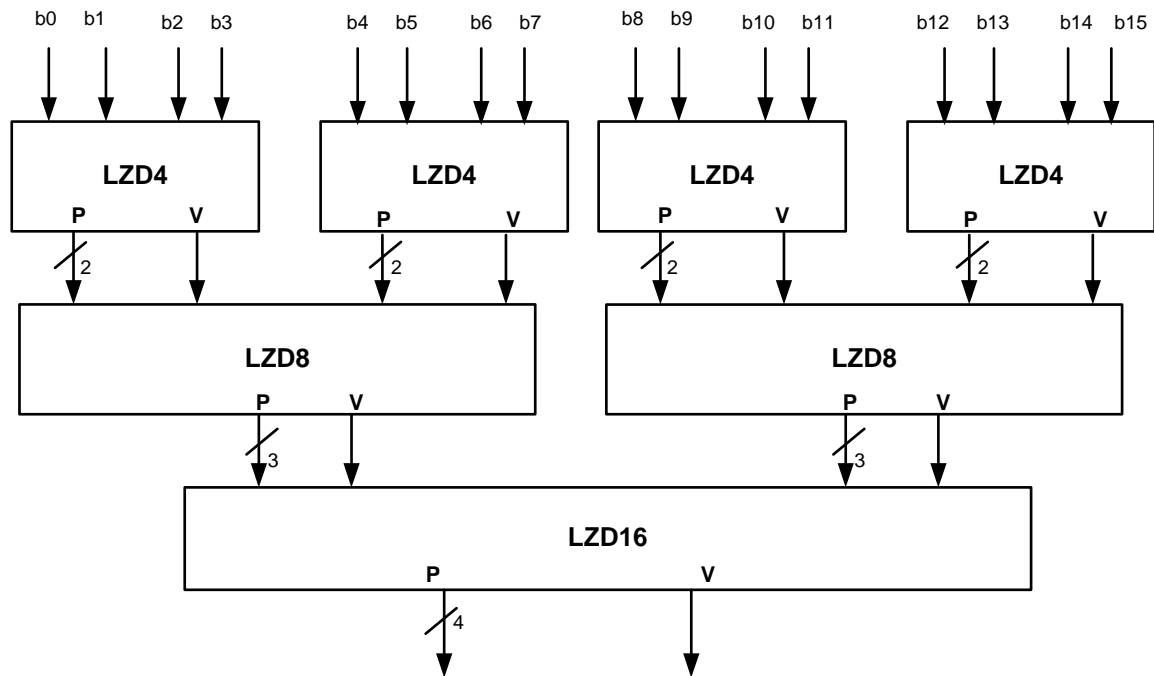 b0 b1 b2 b3 b4 b5 b6 b7 b8 b9 b10 b11 b12 b13 b14 b15
LZD4 LZD4 LZD4 LZD4
P V P V P V P V
2 2 2 2
LZD8 LZD8
P V P V
3 3
LZD16
P V
4